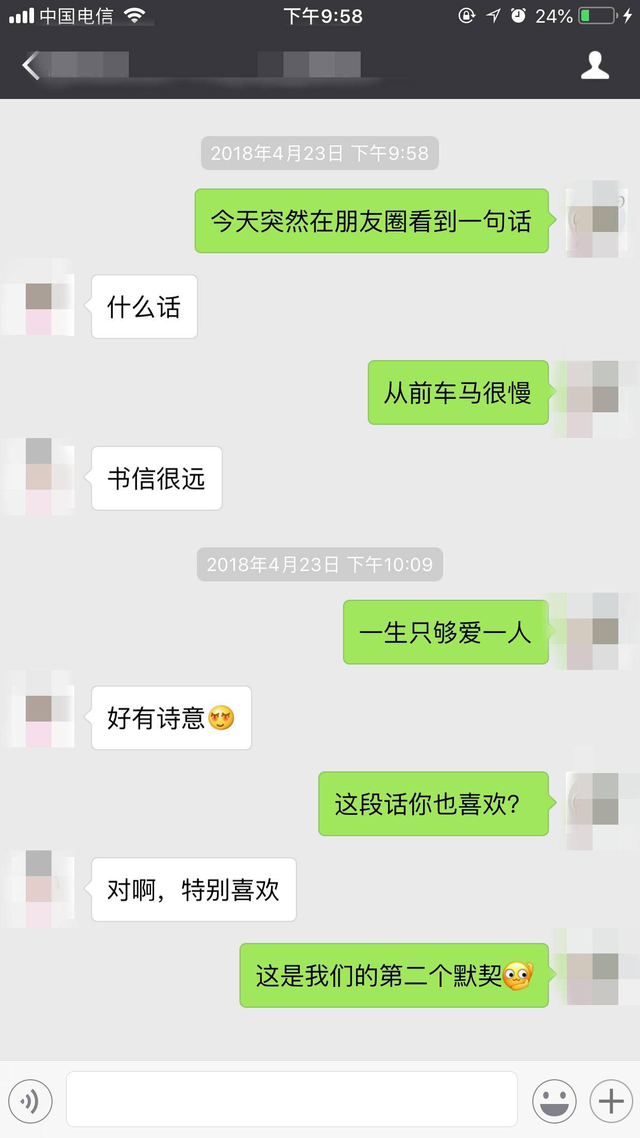 中国电信 下午9:58 24%
2018年4月23日 下午9:58
今天突然在朋友圈看到一句话
什么话
从前车马很慢
书信很远
2018年4月23日 下午10:09
一生只够爱一人
好有诗意
这段话你也喜欢?
对啊，特别喜欢
这是我们的第二个默契